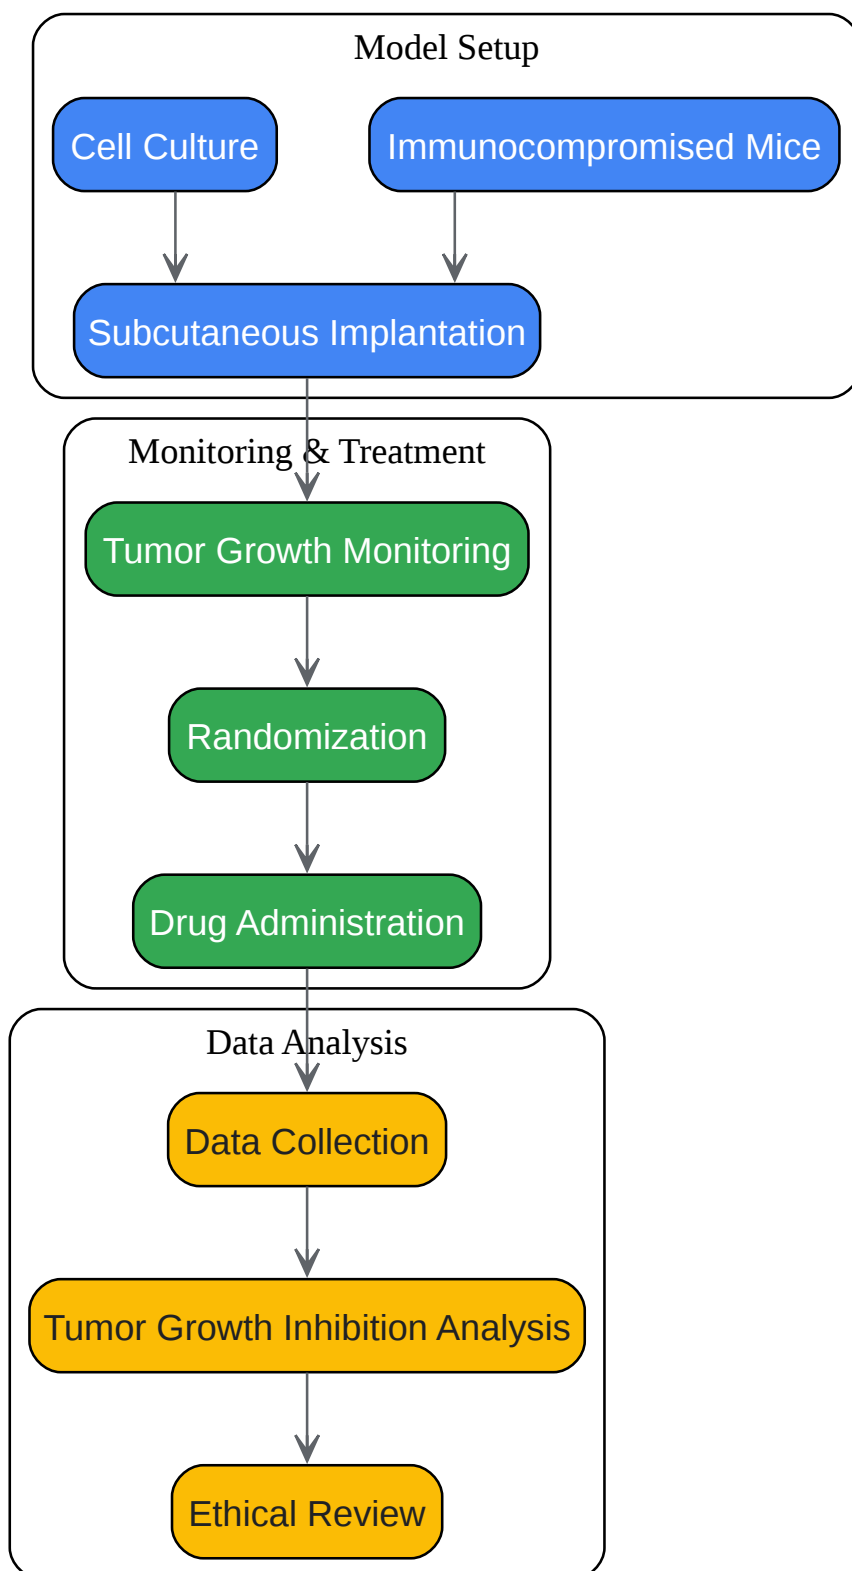 Model Setup
Cell Culture
Immunocompromised Mice
Subcutaneous Implantation
Monitoring & Treatment
Tumor Growth Monitoring
Randomization
Drug Administration
Data Analysis
Data Collection
Tumor Growth Inhibition Analysis
Ethical Review